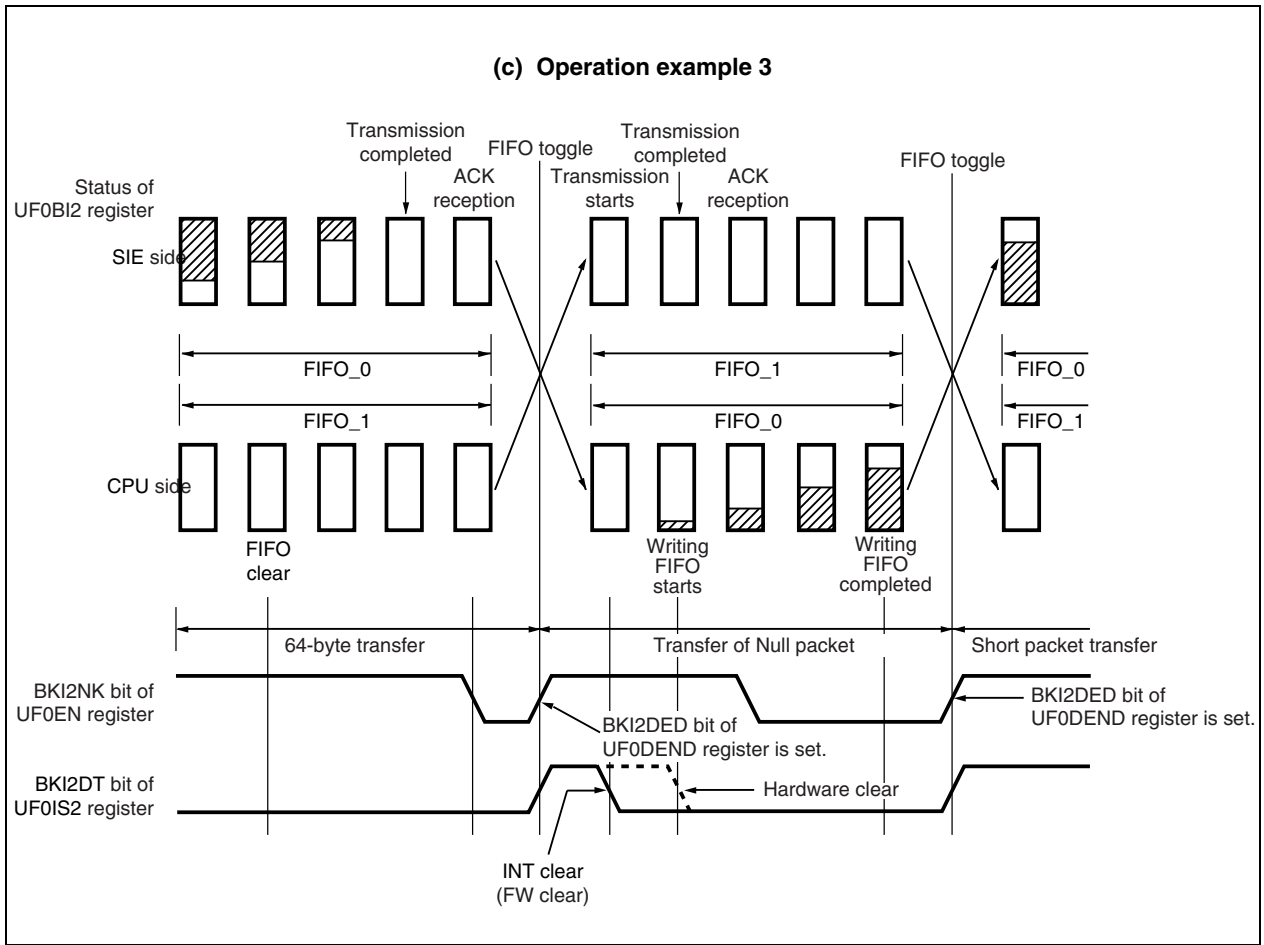 (c) Operation example 3
Transmission
completed
FIFO toggle
Transmission
completed
FIFO toggle
Status of
UF0BI2 register
ACK
reception
Transmission
starts
ACK
reception
SIE side
FIFO_0
FIFO_1
FIFO_0
FIFO_1
FIFO_0
FIFO_1
CPU side
FIFO
clear
Writing
FIFO
starts
Writing
FIFO
completed
64-byte transfer
Transfer of Null packet
Short packet transfer
BKI2NK bit of
UF0EN register
BKI2DED bit of
UF0DEND register is set.
BKI2DED bit of
UF0DEND register is set.
BKI2DT bit of
UF0IS2 register
Hardware clear
INT clear
(FW clear)